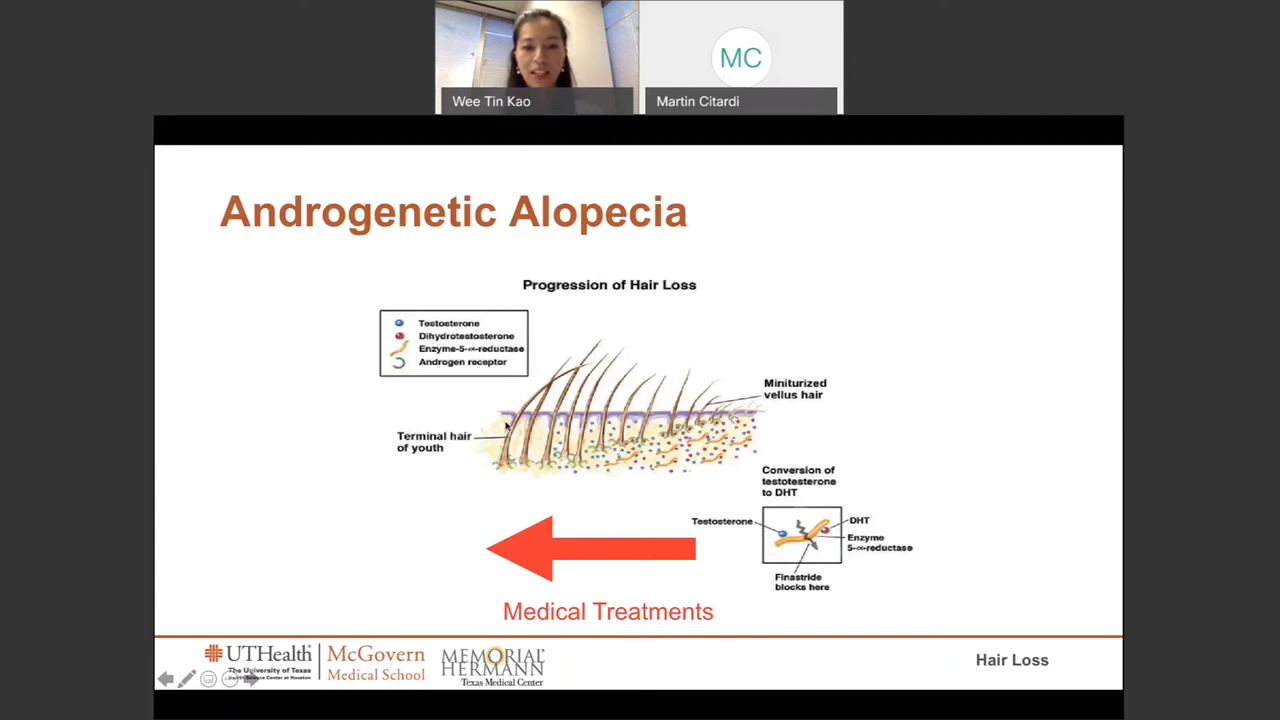 MC
Wee Tin Kao
Martin Citardi
Androgenetic Alopecia
Progression of Hair Loss
Testosterone
Dihydrotestosterone
Enzyme-5-α-reductase
Androgen receptor
Miniturized
vellus hair
Terminal hair
of youth
Conversion of
testotesterone
to DHT
Testosterone
DHT
Enzyme
5-α-reductase
Finastride
blocks here
Medical Treatments
UTHealth
The University of Texas
Health Science Center at Houston
McGovern
Medical School
MEMORIAL
HERMANN
Texas Medical Center
Hair Loss